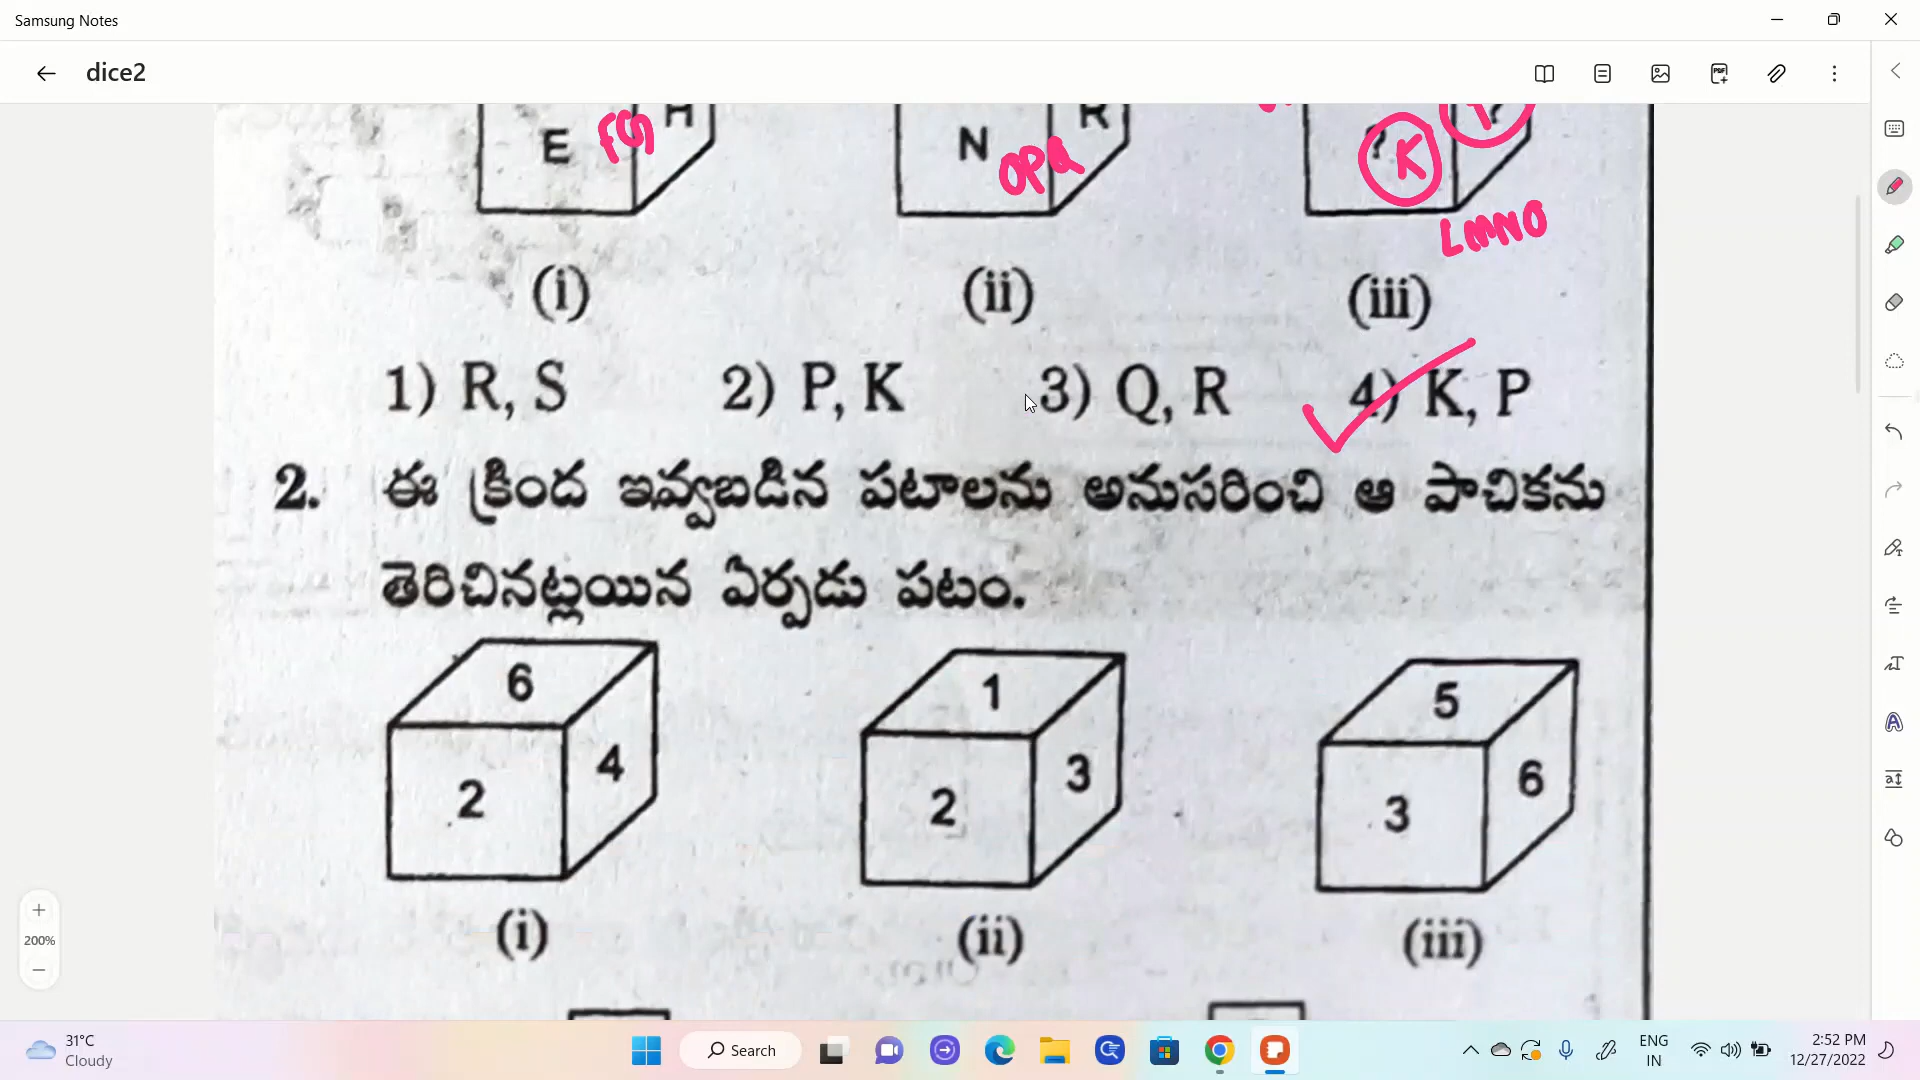 Samsung Notes
dice2
E FG H
N OPQ R
? K ?
LMNO
(i) (ii) (iii)
1) R, S 2) P, K 3) Q, R 4) K, P
2. ఈ క్రింద ఇవ్వబడిన పటాలను అనుసరించి ఆ పాచికను
తెరిచినట్లయిన ఏర్పడు పటం.
6 1 5
2 4 2 3 3 6
(i) (ii) (iii)
200%
31°C
Cloudy
Search
ENG
IN
2:52 PM
12/27/2022